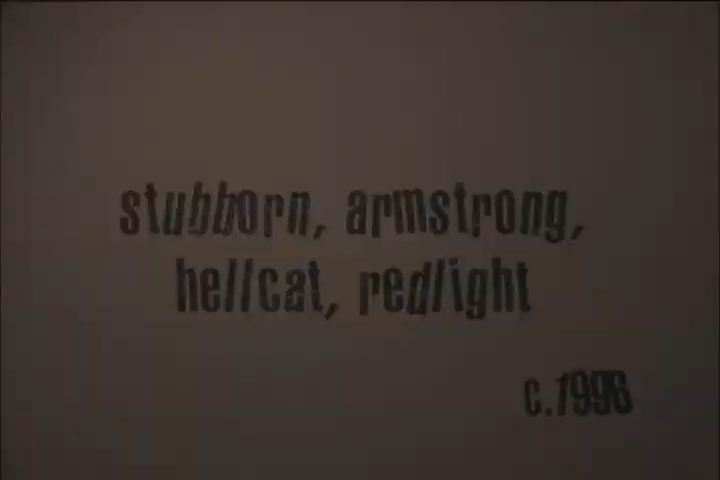 stubborn, armstrong,
hellcat, redlight
c.1996